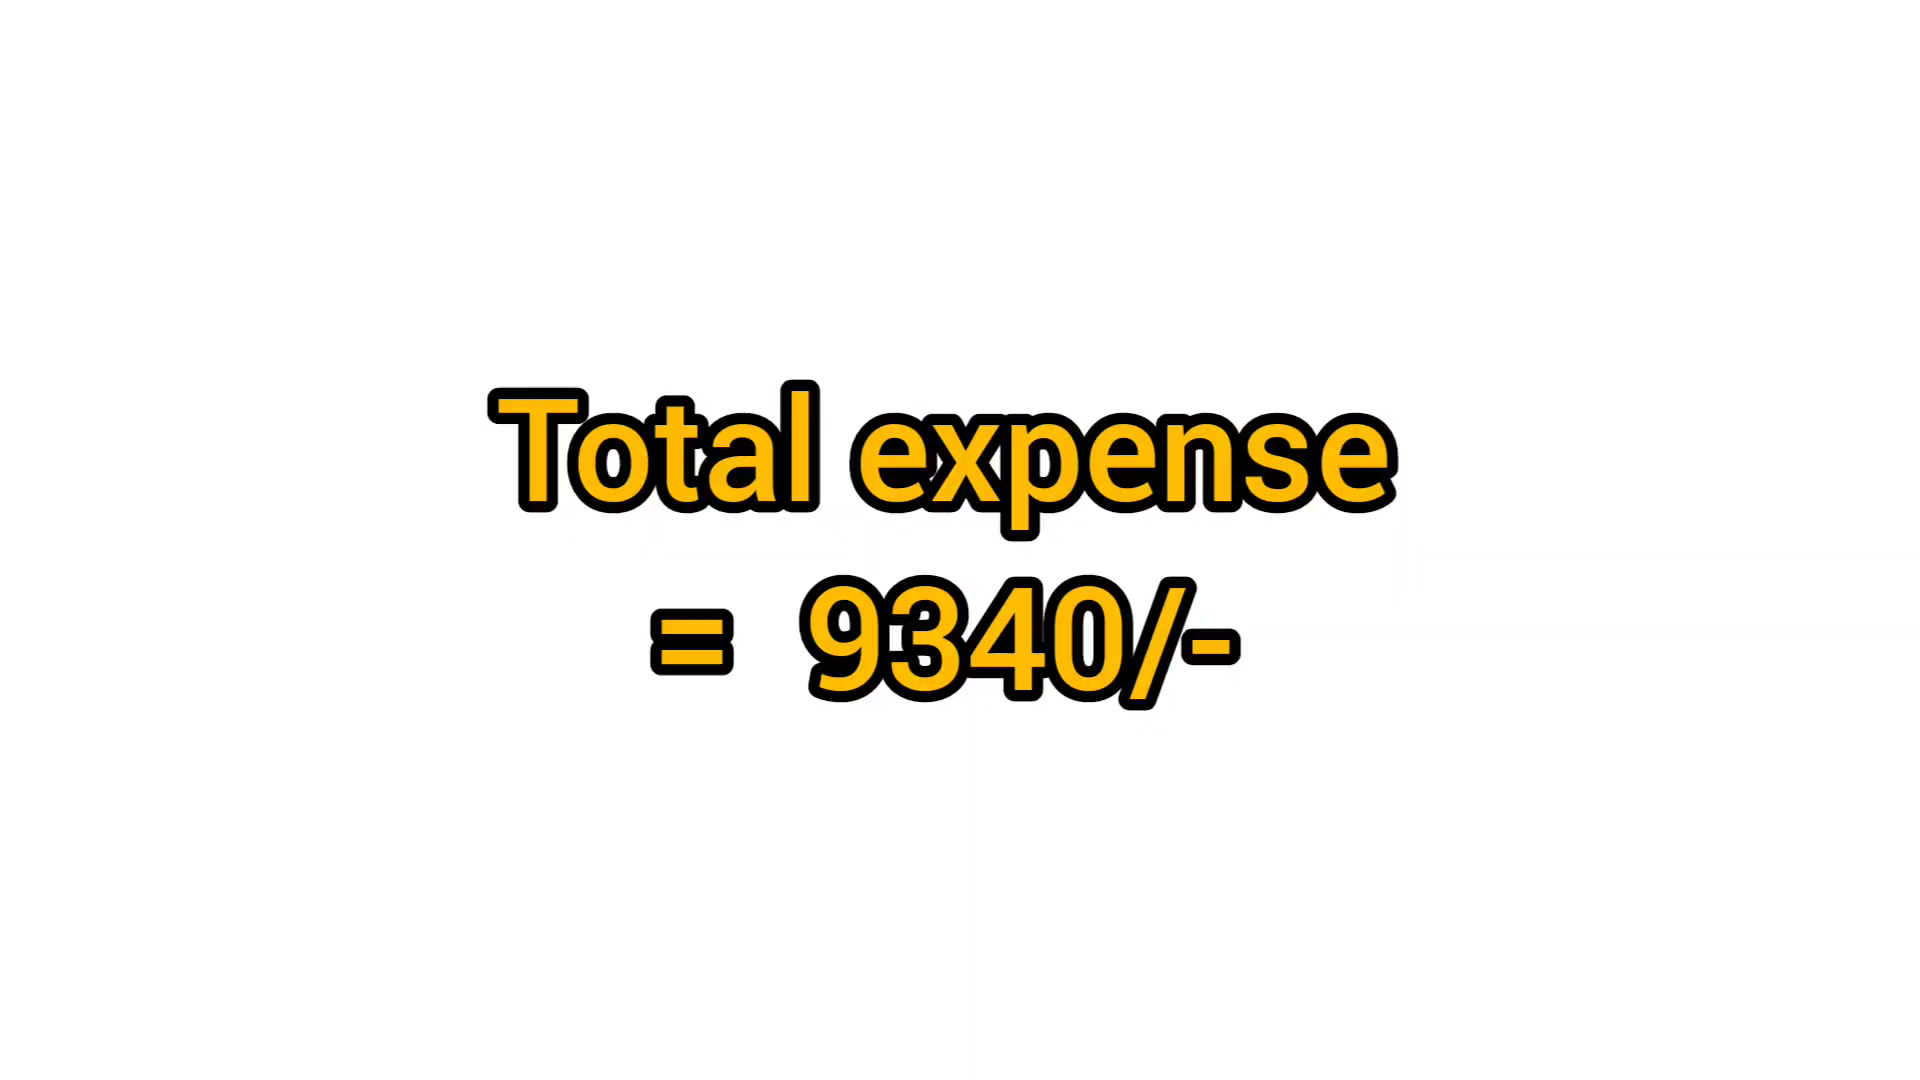 Total expense
= 9340/-